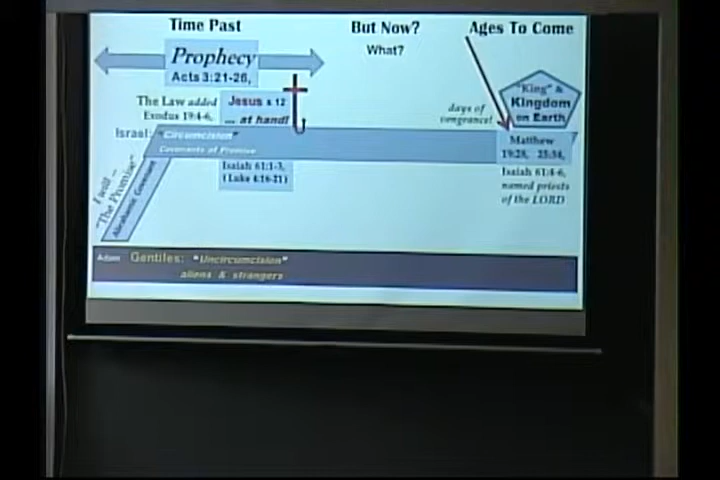 Time Past
But Now?
Ages To Come
What?
Prophecy
Acts 3:21-26,
"King" &
Kingdom
on Earth
The Law added
Exodus 19:4-6,
Jesus & 12
... at hand!
days of
vengeance!
Israel: "Circumcision"
Covenants of Promise
Matthew
19:28, 25:34,
Isaiah 61:1-3,
(Luke 4:16-21)
Isaiah 61:4-6,
named priests
of the LORD
I will –
"The Promise"
Abrahamic Covenant
Adam Gentiles: "Uncircumcision"
aliens & strangers